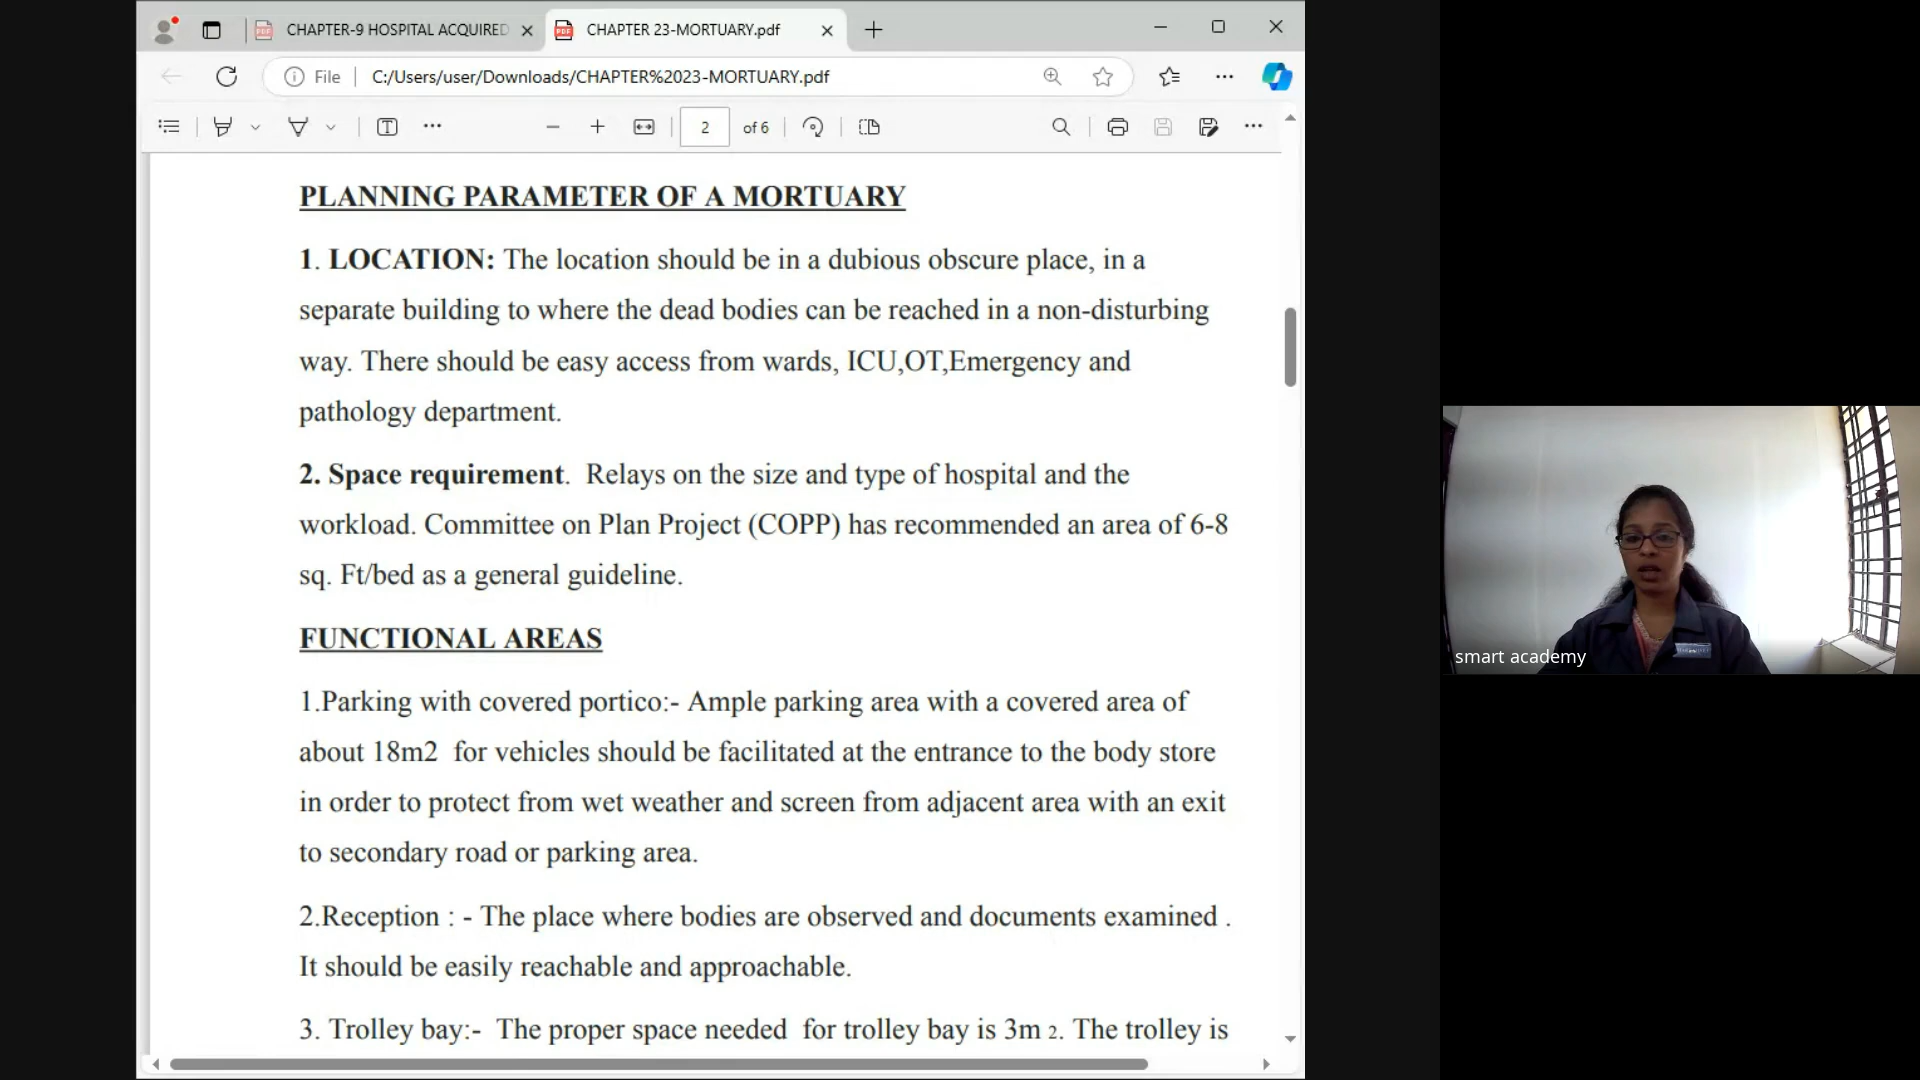 CHAPTER-9 HOSPITAL ACQUIRED
CHAPTER 23-MORTUARY.pdf
File
C:/Users/user/Downloads/CHAPTER%2023-MORTUARY.pdf
2 of 6
PLANNING PARAMETER OF A MORTUARY
1. LOCATION: The location should be in a dubious obscure place, in a
separate building to where the dead bodies can be reached in a non-disturbing
way. There should be easy access from wards, ICU,OT,Emergency and
pathology department.
2. Space requirement.  Relays on the size and type of hospital and the
workload. Committee on Plan Project (COPP) has recommended an area of 6-8
sq. Ft/bed as a general guideline.
FUNCTIONAL AREAS
1.Parking with covered portico:- Ample parking area with a covered area of
about 18m2  for vehicles should be facilitated at the entrance to the body store
in order to protect from wet weather and screen from adjacent area with an exit
to secondary road or parking area.
2.Reception : - The place where bodies are observed and documents examined .
It should be easily reachable and approachable.
3. Trolley bay:-  The proper space needed  for trolley bay is 3m 2. The trolley is
smart academy